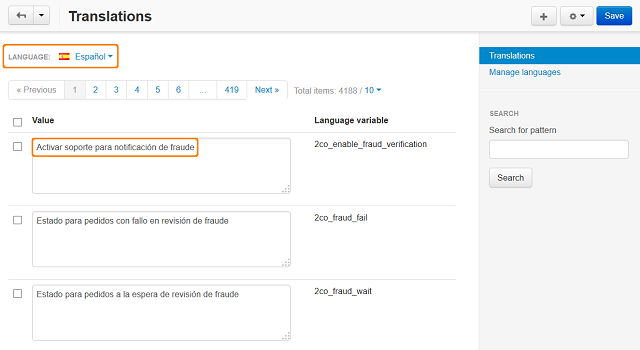 Translations
Save
LANGUAGE: Español
« Previous 1 2 3 4 5 6 ... 419 Next » Total items: 4188 / 10
Value Language variable
Activar soporte para notificación de fraude 2co_enable_fraud_verification
Estado para pedidos con fallo en revisión de fraude 2co_fraud_fail
Estado para pedidos a la espera de revisión de fraude 2co_fraud_wait
Translations
Manage languages
SEARCH
Search for pattern
Search